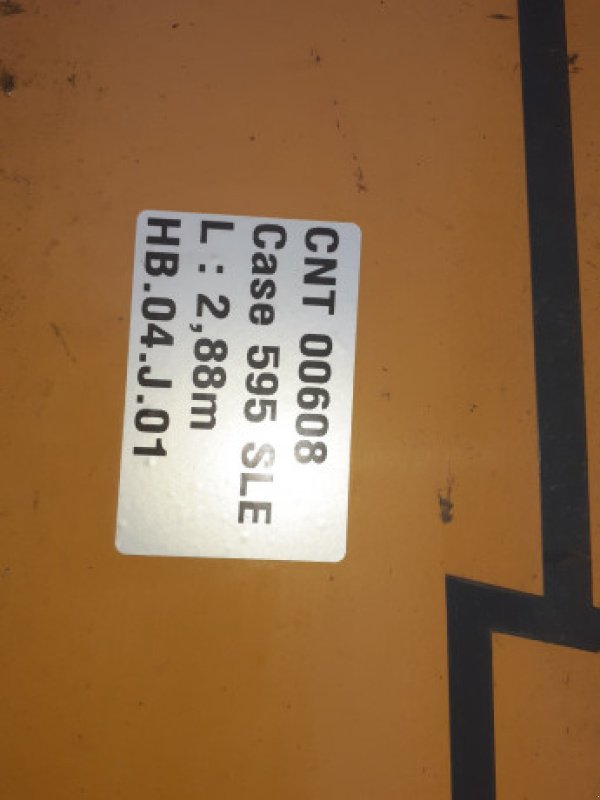 CNT 00608
Case 595 SLE
L : 2,88m
HB.04.J.01